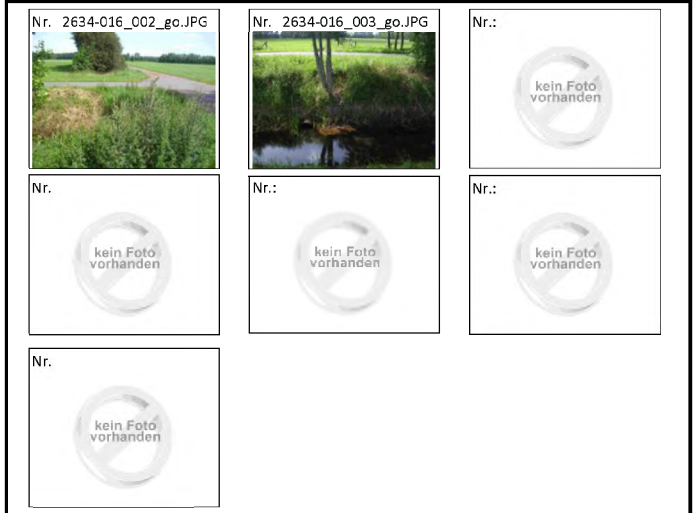 Nr. 2634-016_002_go.JPG
Nr. 2634-016_003_go.JPG
Nr.:
kein Foto
vorhanden
Nr.
kein Foto
vorhanden
Nr.:
kein Foto
vorhanden
Nr.:
kein Foto
vorhanden
Nr.
kein Foto
vorhanden